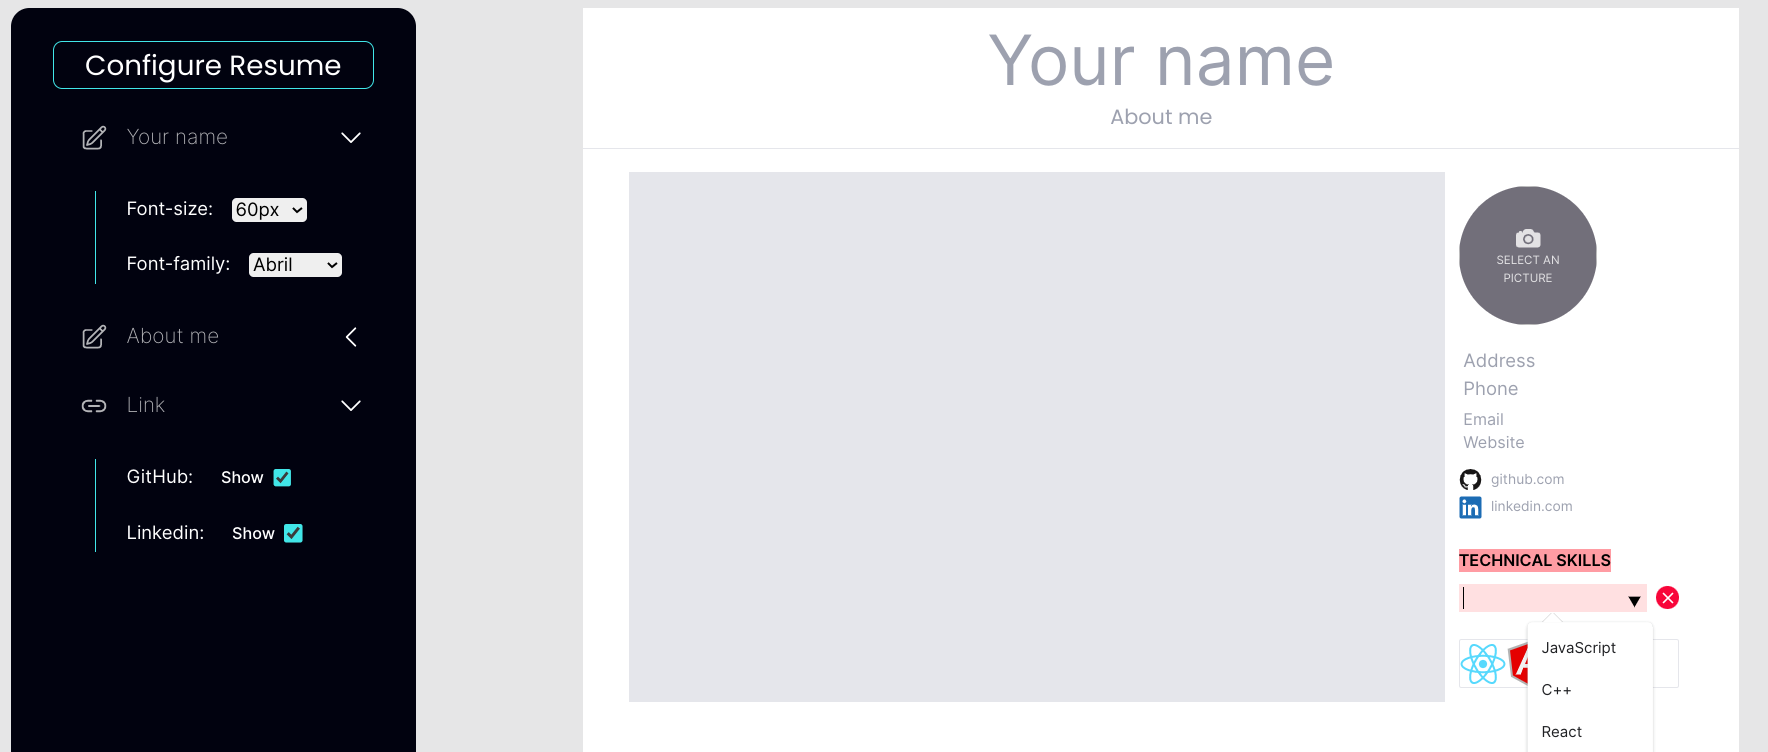 Configure Resume
Your name
Font-size: 60px
Font-family: Abril
About me
Link
GitHub: Show
Linkedin: Show
Your name
About me
SELECT AN
PICTURE
Address
Phone
Email
Website
github.com
linkedin.com
TECHNICAL SKILLS
JavaScript
C++
React